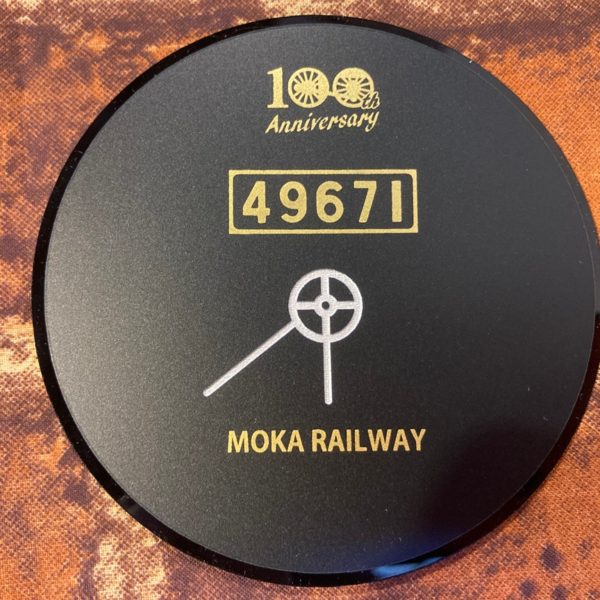 100th
Anniversary
49671
MOKA RAILWAY